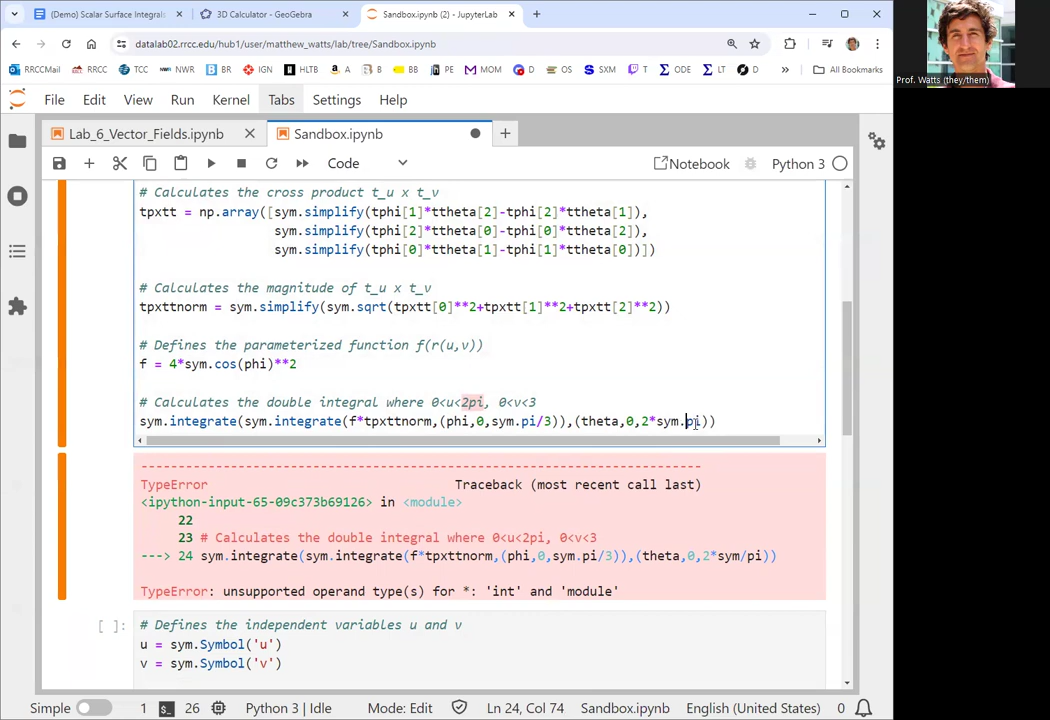 (Demo) Scalar Surface Integrals
3D Calculator - GeoGebra
Sandbox.ipynb (2) - JupyterLab
datalab02.rrcc.edu/hub1/user/matthew_watts/lab/tree/Sandbox.ipynb
RRCCMail RRCC TCC NWR BR IGN HLTB A B BB PE MOM D OS SXM T ODE LT D All Bookmarks
Prof. Watts (they/them)
File Edit View Run Kernel Tabs Settings Help
Lab_6_Vector_Fields.ipynb Sandbox.ipynb
Code Notebook Python 3
# Calculates the cross product t_u x t_v
tpxtt = np.array([sym.simplify(tphi[1]*ttheta[2]-tphi[2]*ttheta[1]),
sym.simplify(tphi[2]*ttheta[0]-tphi[0]*ttheta[2]),
sym.simplify(tphi[0]*ttheta[1]-tphi[1]*ttheta[0])])
# Calculates the magnitude of t_u x t_v
tpxttnorm = sym.simplify(sym.sqrt(tpxtt[0]**2+tpxtt[1]**2+tpxtt[2]**2))
# Defines the parameterized function f(r(u,v))
f = 4*sym.cos(phi)**2
# Calculates the double integral where 0<u<2pi, 0<v<3
sym.integrate(sym.integrate(f*tpxttnorm,(phi,0,sym.pi/3)),(theta,0,2*sym.pi))
---------------------------------------------------------------------------
TypeError Traceback (most recent call last)
<ipython-input-65-09c373b69126> in <module>
22
23 # Calculates the double integral where 0<u<2pi, 0<v<3
---> 24 sym.integrate(sym.integrate(f*tpxttnorm,(phi,0,sym.pi/3)),(theta,0,2*sym/pi))
TypeError: unsupported operand type(s) for *: 'int' and 'module'
[ ]: # Defines the independent variables u and v
u = sym.Symbol('u')
v = sym.Symbol('v')
Simple 1 26 Python 3 | Idle Mode: Edit Ln 24, Col 74 Sandbox.ipynb English (United States) 0